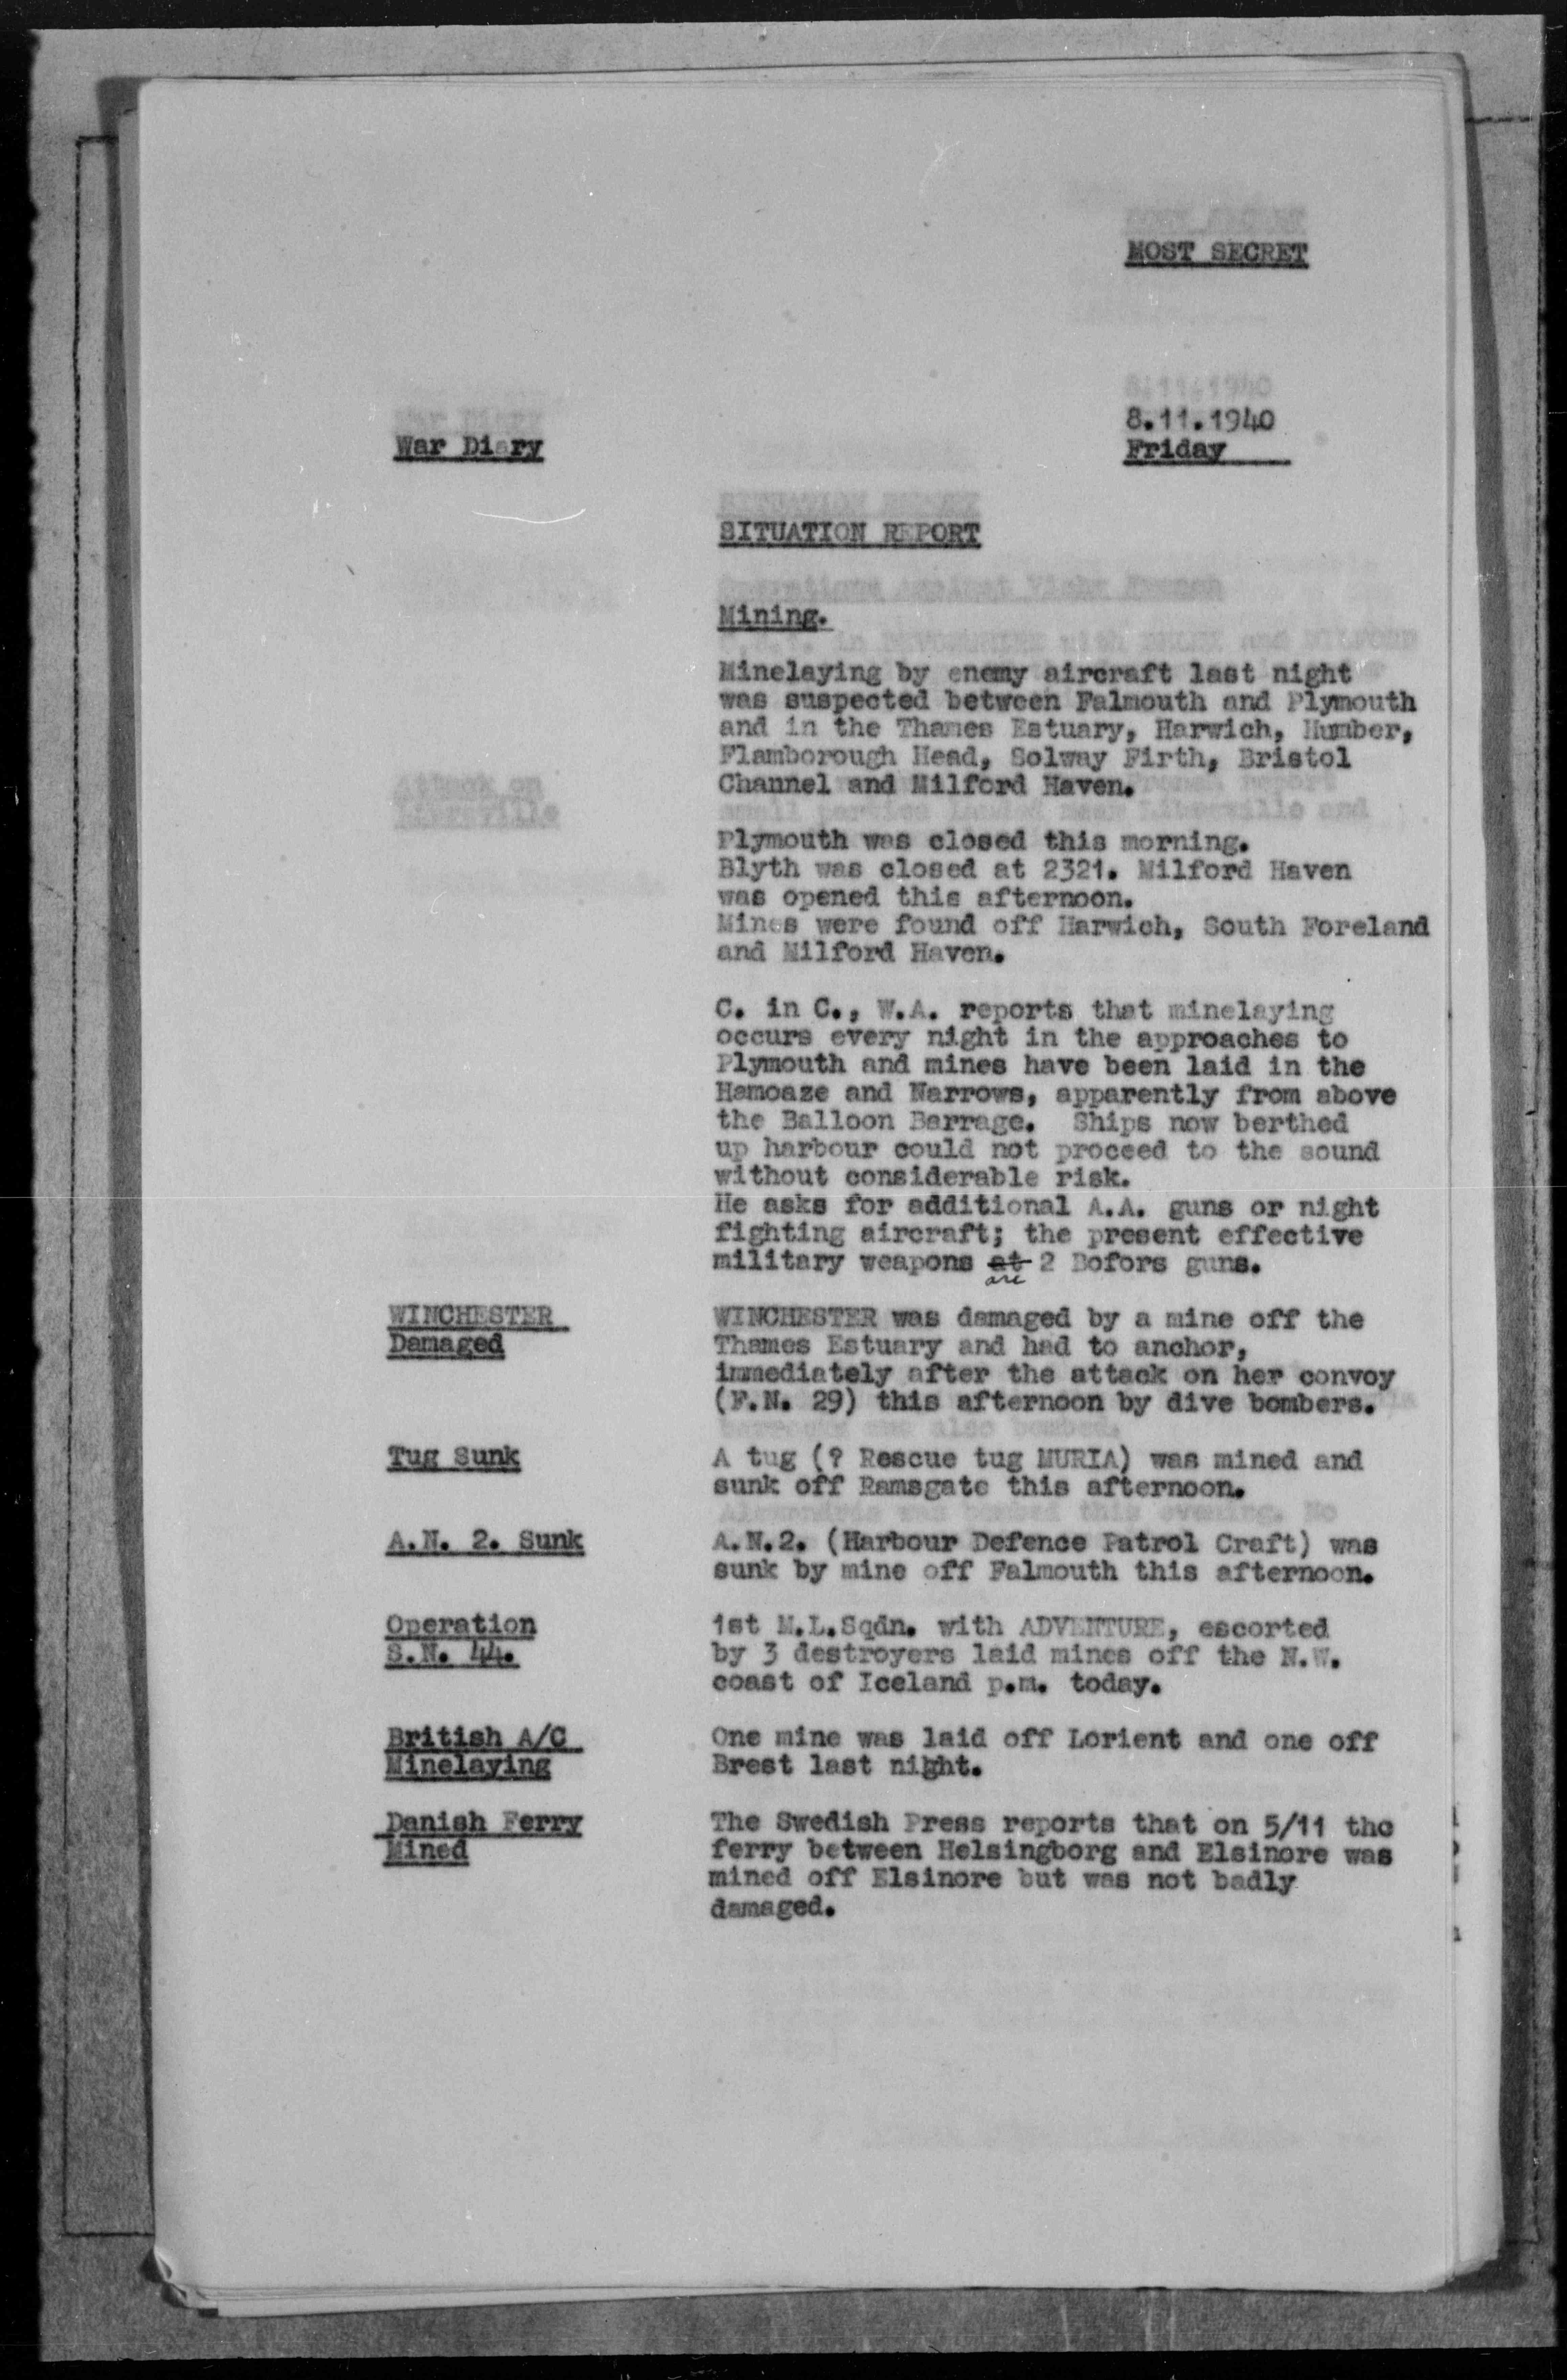 MOST SECRET
8.11.1940
War Diary
Friday
SITUATION REPORT
Mining.
Minelaying by enemy aircraft last night
was suspected between Falmouth and Plymouth
and in the Thames Estuary, Harwich, Humber,
Flamborough Head, Solway Firth, Bristol
Channel and Milford Haven.
Plymouth was closed this morning.
Blyth was closed at 2321. Milford Haven
was opened this afternoon.
Mines were found off Harwich, South Foreland
and Milford Haven.
C. in C., W.A. reports that minelaying
occurs every night in the approaches to
Plymouth and mines have been laid in the
Hamoaze and Narrows, apparently from above
the Balloon Barrage. Ships now berthed
up harbour could not proceed to the sound
without considerable risk.
He asks for additional A.A. guns or night
fighting aircraft; the present effective
military weapons at 2 Bofors guns.
are
WINCHESTER
Damaged
WINCHESTER was damaged by a mine off the
Thames Estuary and had to anchor,
immediately after the attack on her convoy
(F.N. 29) this afternoon by dive bombers.
Tug Sunk
A tug (? Rescue tug MURIA) was mined and
sunk off Ramsgate this afternoon.
A.N. 2. Sunk
A.N.2. (Harbour Defence Patrol Craft) was
sunk by mine off Falmouth this afternoon.
Operation
S.N. 44.
1st M.L.Sqdn. with ADVENTURE, escorted
by 3 destroyers laid mines off the N.W.
coast of Iceland p.m. today.
British A/C
Minelaying
One mine was laid off Lorient and one off
Brest last night.
Danish Ferry
Mined
The Swedish Press reports that on 5/11 the
ferry between Helsingborg and Elsinore was
mined off Elsinore but was not badly
damaged.